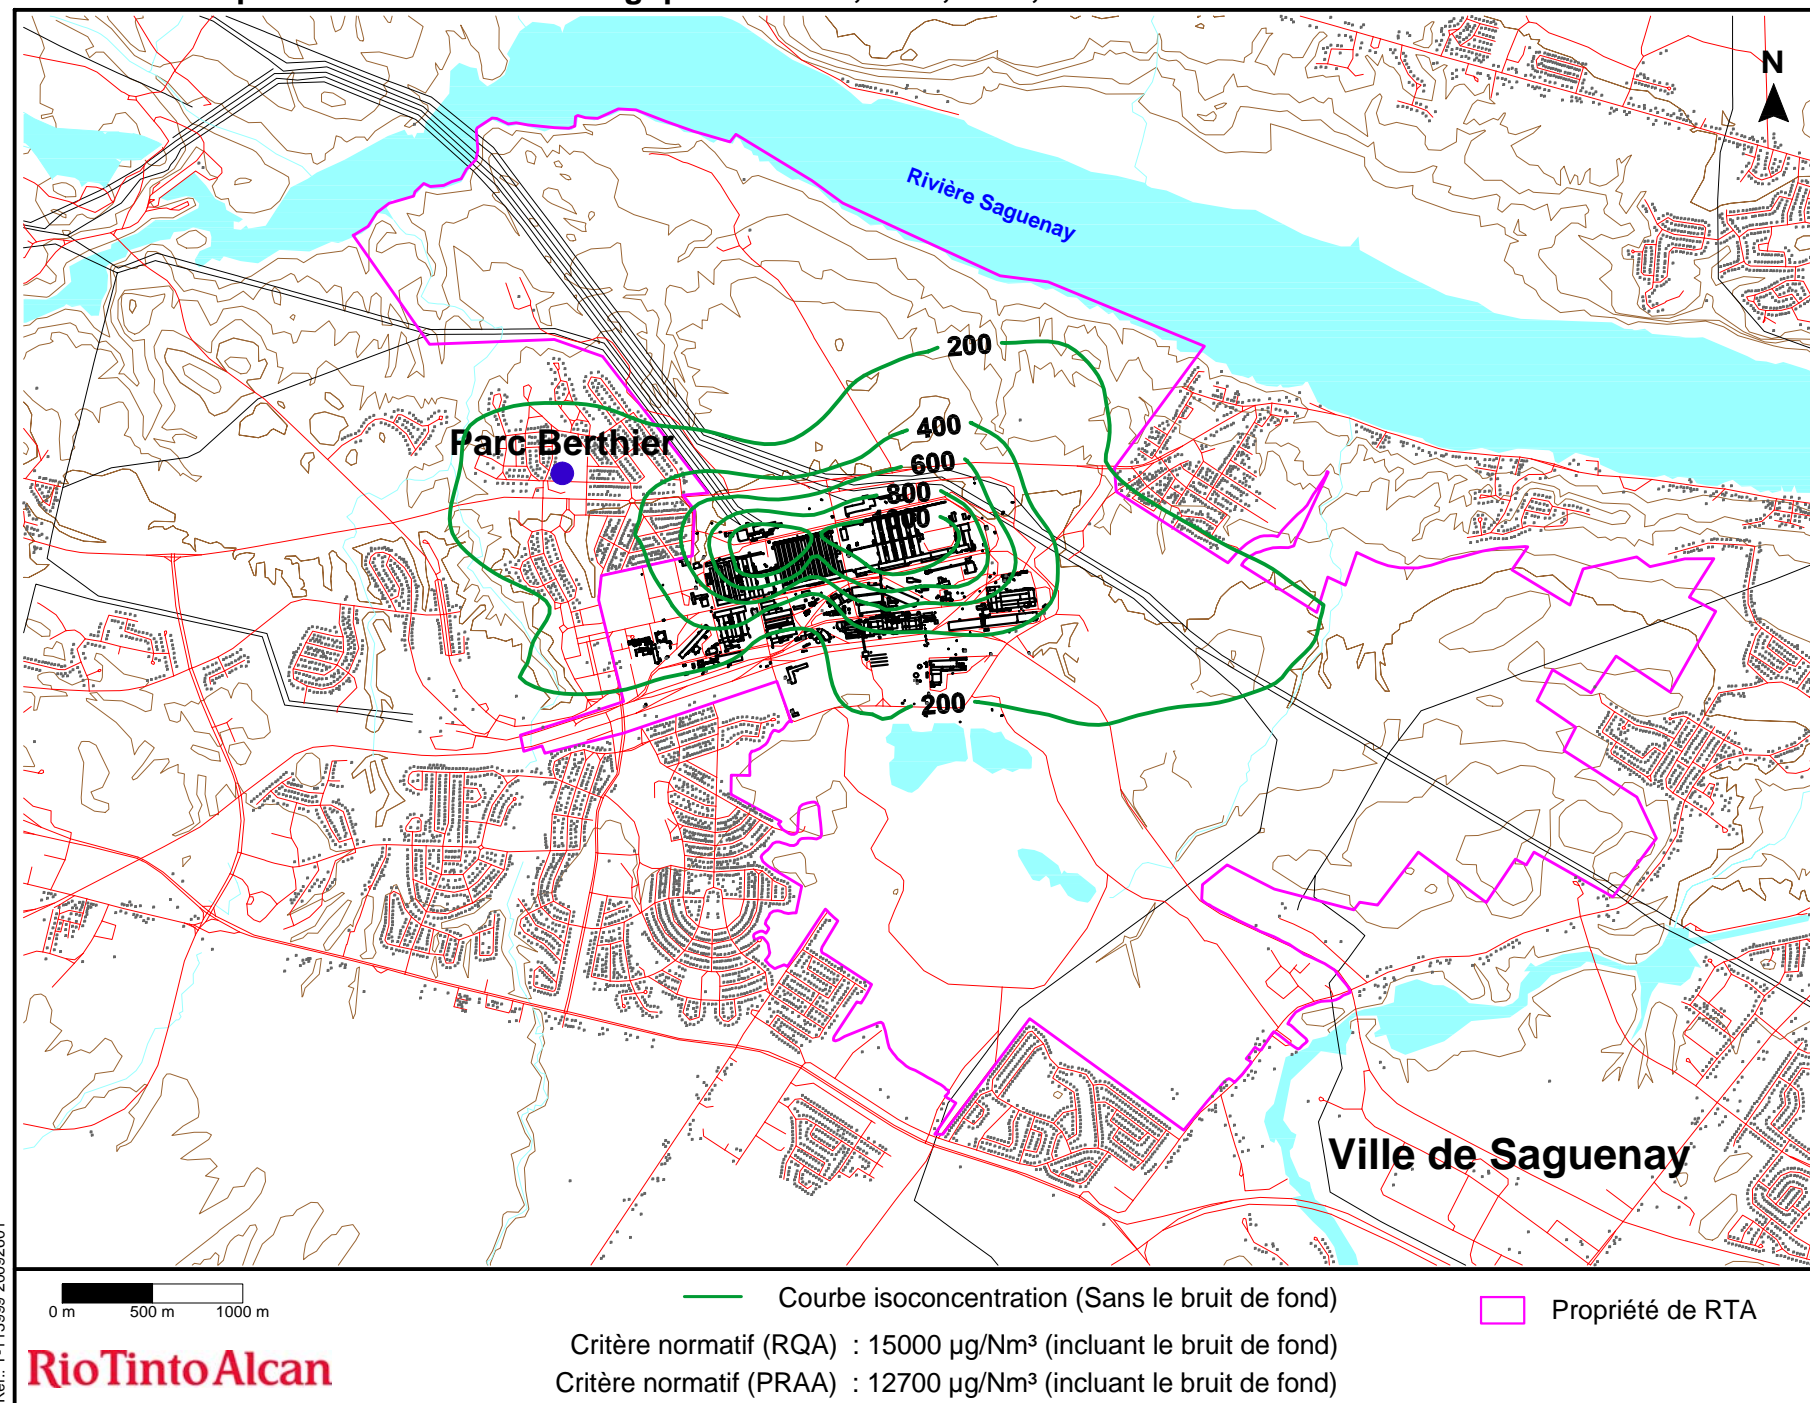 N
Rivière Saguenay
200
400
Parc Berthier
600
800
1000
200
Ville de Saguenay
0 m 500 m 1000 m
Courbe isoconcentration (Sans le bruit de fond)
Propriété de RTA
Critère normatif (RQA) : 15000 µg/Nm³ (incluant le bruit de fond)
RioTintoAlcan
Critère normatif (PRAA) : 12700 µg/Nm³ (incluant le bruit de fond)